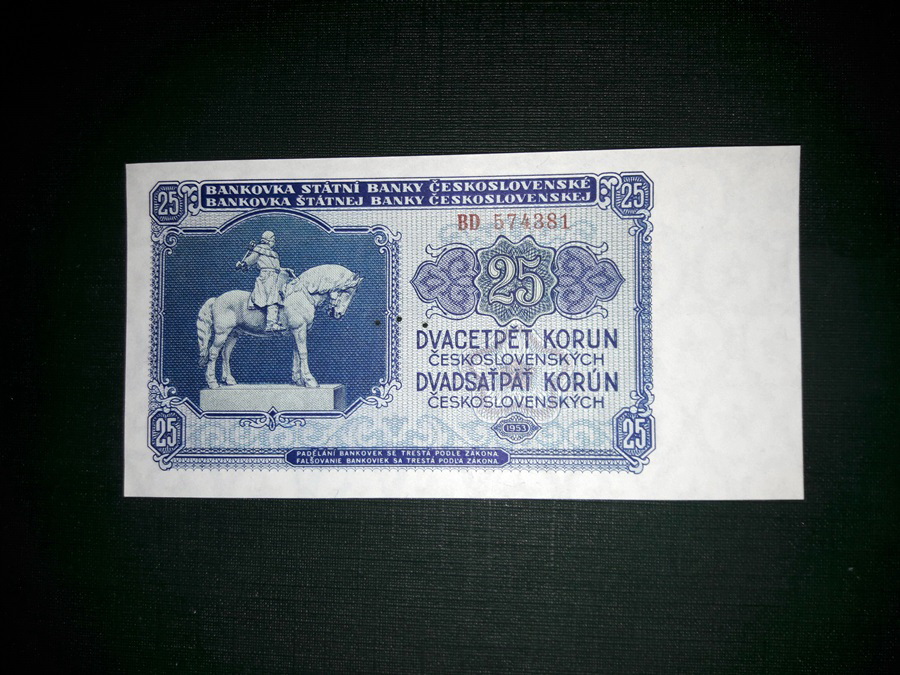 25 BANKOVKA STÁTNÍ BANKY ČESKOSLOVENSKÉ 25
BANKOVKA ŠTÁTNEJ BANKY ČESKOSLOVENSKEJ
BD 574381
25
DVACETPĚT KORUN
ČESKOSLOVENSKÝCH
DVADSAŤPÄŤ KORÚN
ČESKOSLOVENSKÝCH
25 1953 25
PADĚLÁNÍ BANKOVEK SE TRESTÁ PODLE ZÁKONA.
FALŠOVANIE BANKOVIEK SA TRESTÁ PODĽA ZÁKONA.